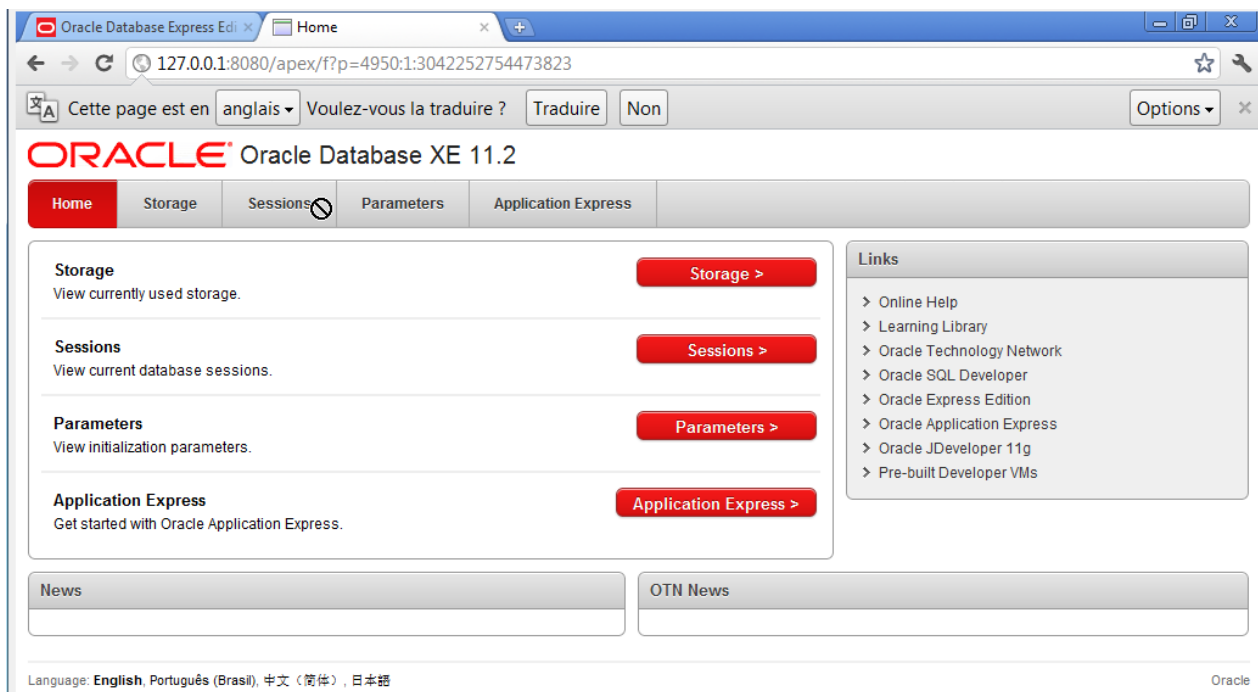 Oracle Database Express Edi
Home
127.0.0.1:8080/apex/f?p=4950:1:3042252754473823
Cette page est en anglais Voulez-vous la traduire ? Traduire Non Options
ORACLE Oracle Database XE 11.2
Home Storage Sessions Parameters Application Express
Storage
View currently used storage.
Storage >
Sessions
View current database sessions.
Sessions >
Parameters
View initialization parameters.
Parameters >
Application Express
Get started with Oracle Application Express.
Application Express >
Links
Online Help
Learning Library
Oracle Technology Network
Oracle SQL Developer
Oracle Express Edition
Oracle Application Express
Oracle JDeveloper 11g
Pre-built Developer VMs
News
OTN News
Language: English, Português (Brasil), 中文（简体）, 日本語
Oracle